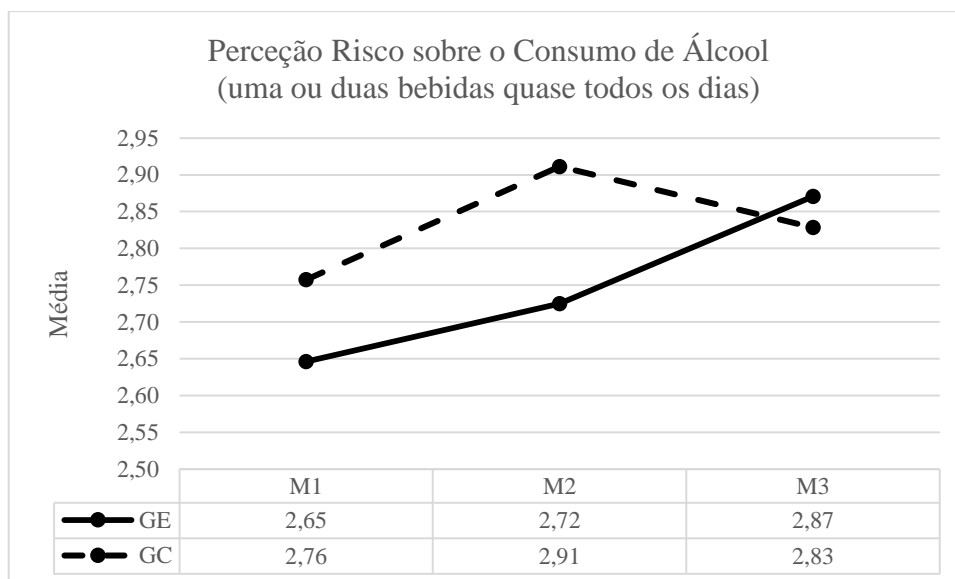 Perceção Risco sobre o Consumo de Álcool
(uma ou duas bebidas quase todos os dias)
Média
2,95
2,90
2,85
2,80
2,75
2,70
2,65
2,60
2,55
2,50
M1 M2 M3
GE 2,65 2,72 2,87
GC 2,76 2,91 2,83